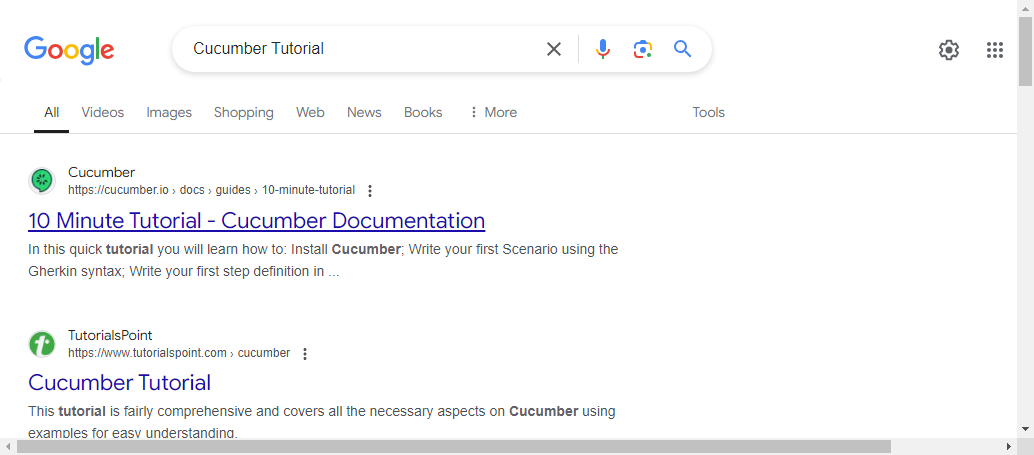 Google
Cucumber Tutorial
All Videos Images Shopping Web News Books More Tools
Cucumber
https://cucumber.io › docs › guides › 10-minute-tutorial
10 Minute Tutorial - Cucumber Documentation
In this quick tutorial you will learn how to: Install Cucumber; Write your first Scenario using the
Gherkin syntax; Write your first step definition in ...
TutorialsPoint
https://www.tutorialspoint.com › cucumber
Cucumber Tutorial
This tutorial is fairly comprehensive and covers all the necessary aspects on Cucumber using
examples for easy understanding.